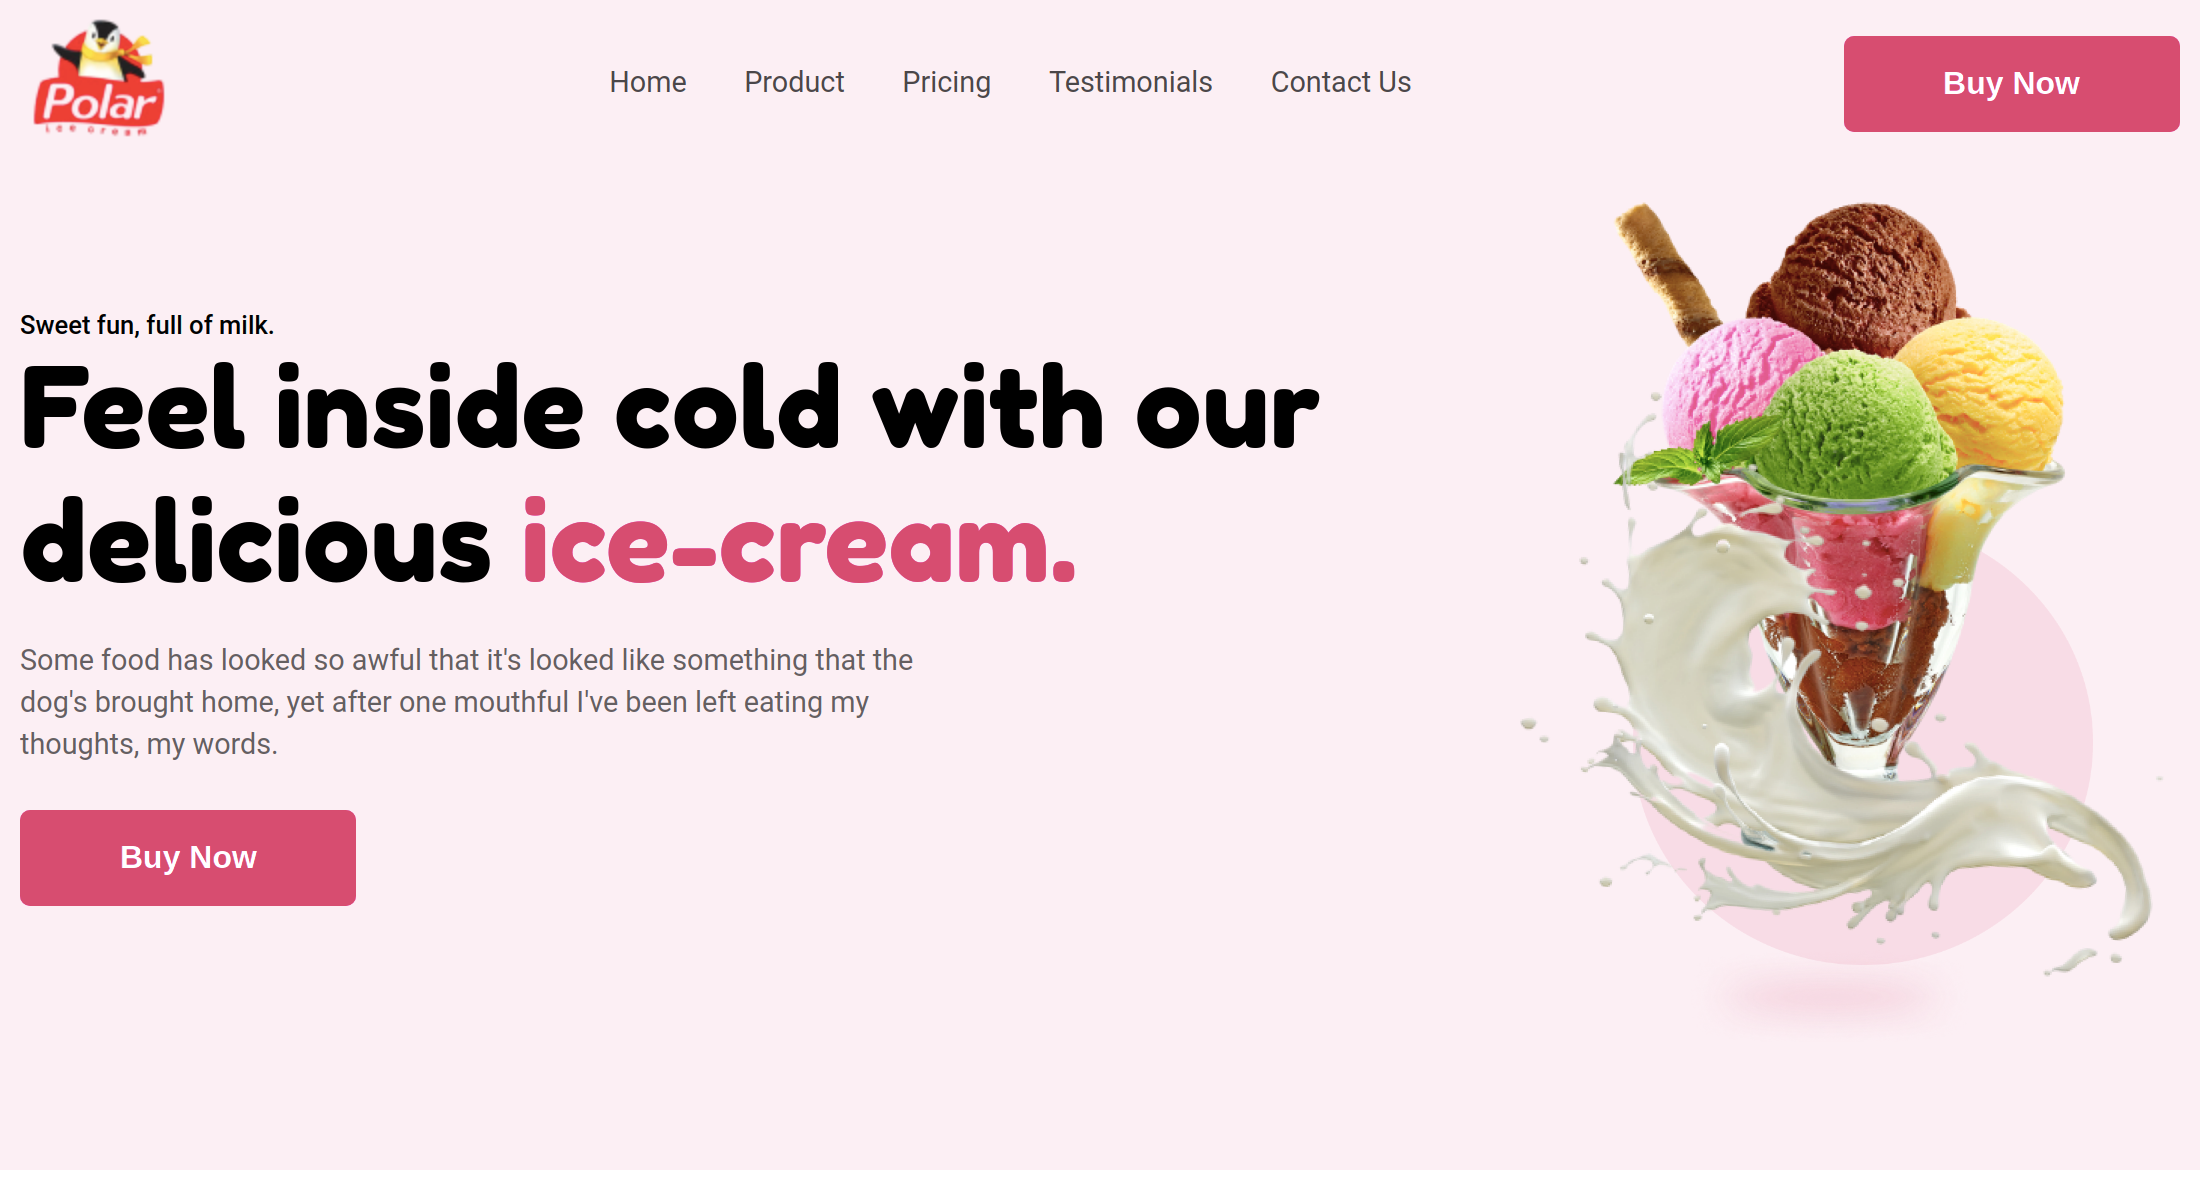 Polar
ice cream
Home Product Pricing Testimonials Contact Us
Buy Now
Sweet fun, full of milk.
Feel inside cold with our
delicious ice-cream.
Some food has looked so awful that it's looked like something that the
dog's brought home, yet after one mouthful I've been left eating my
thoughts, my words.
Buy Now